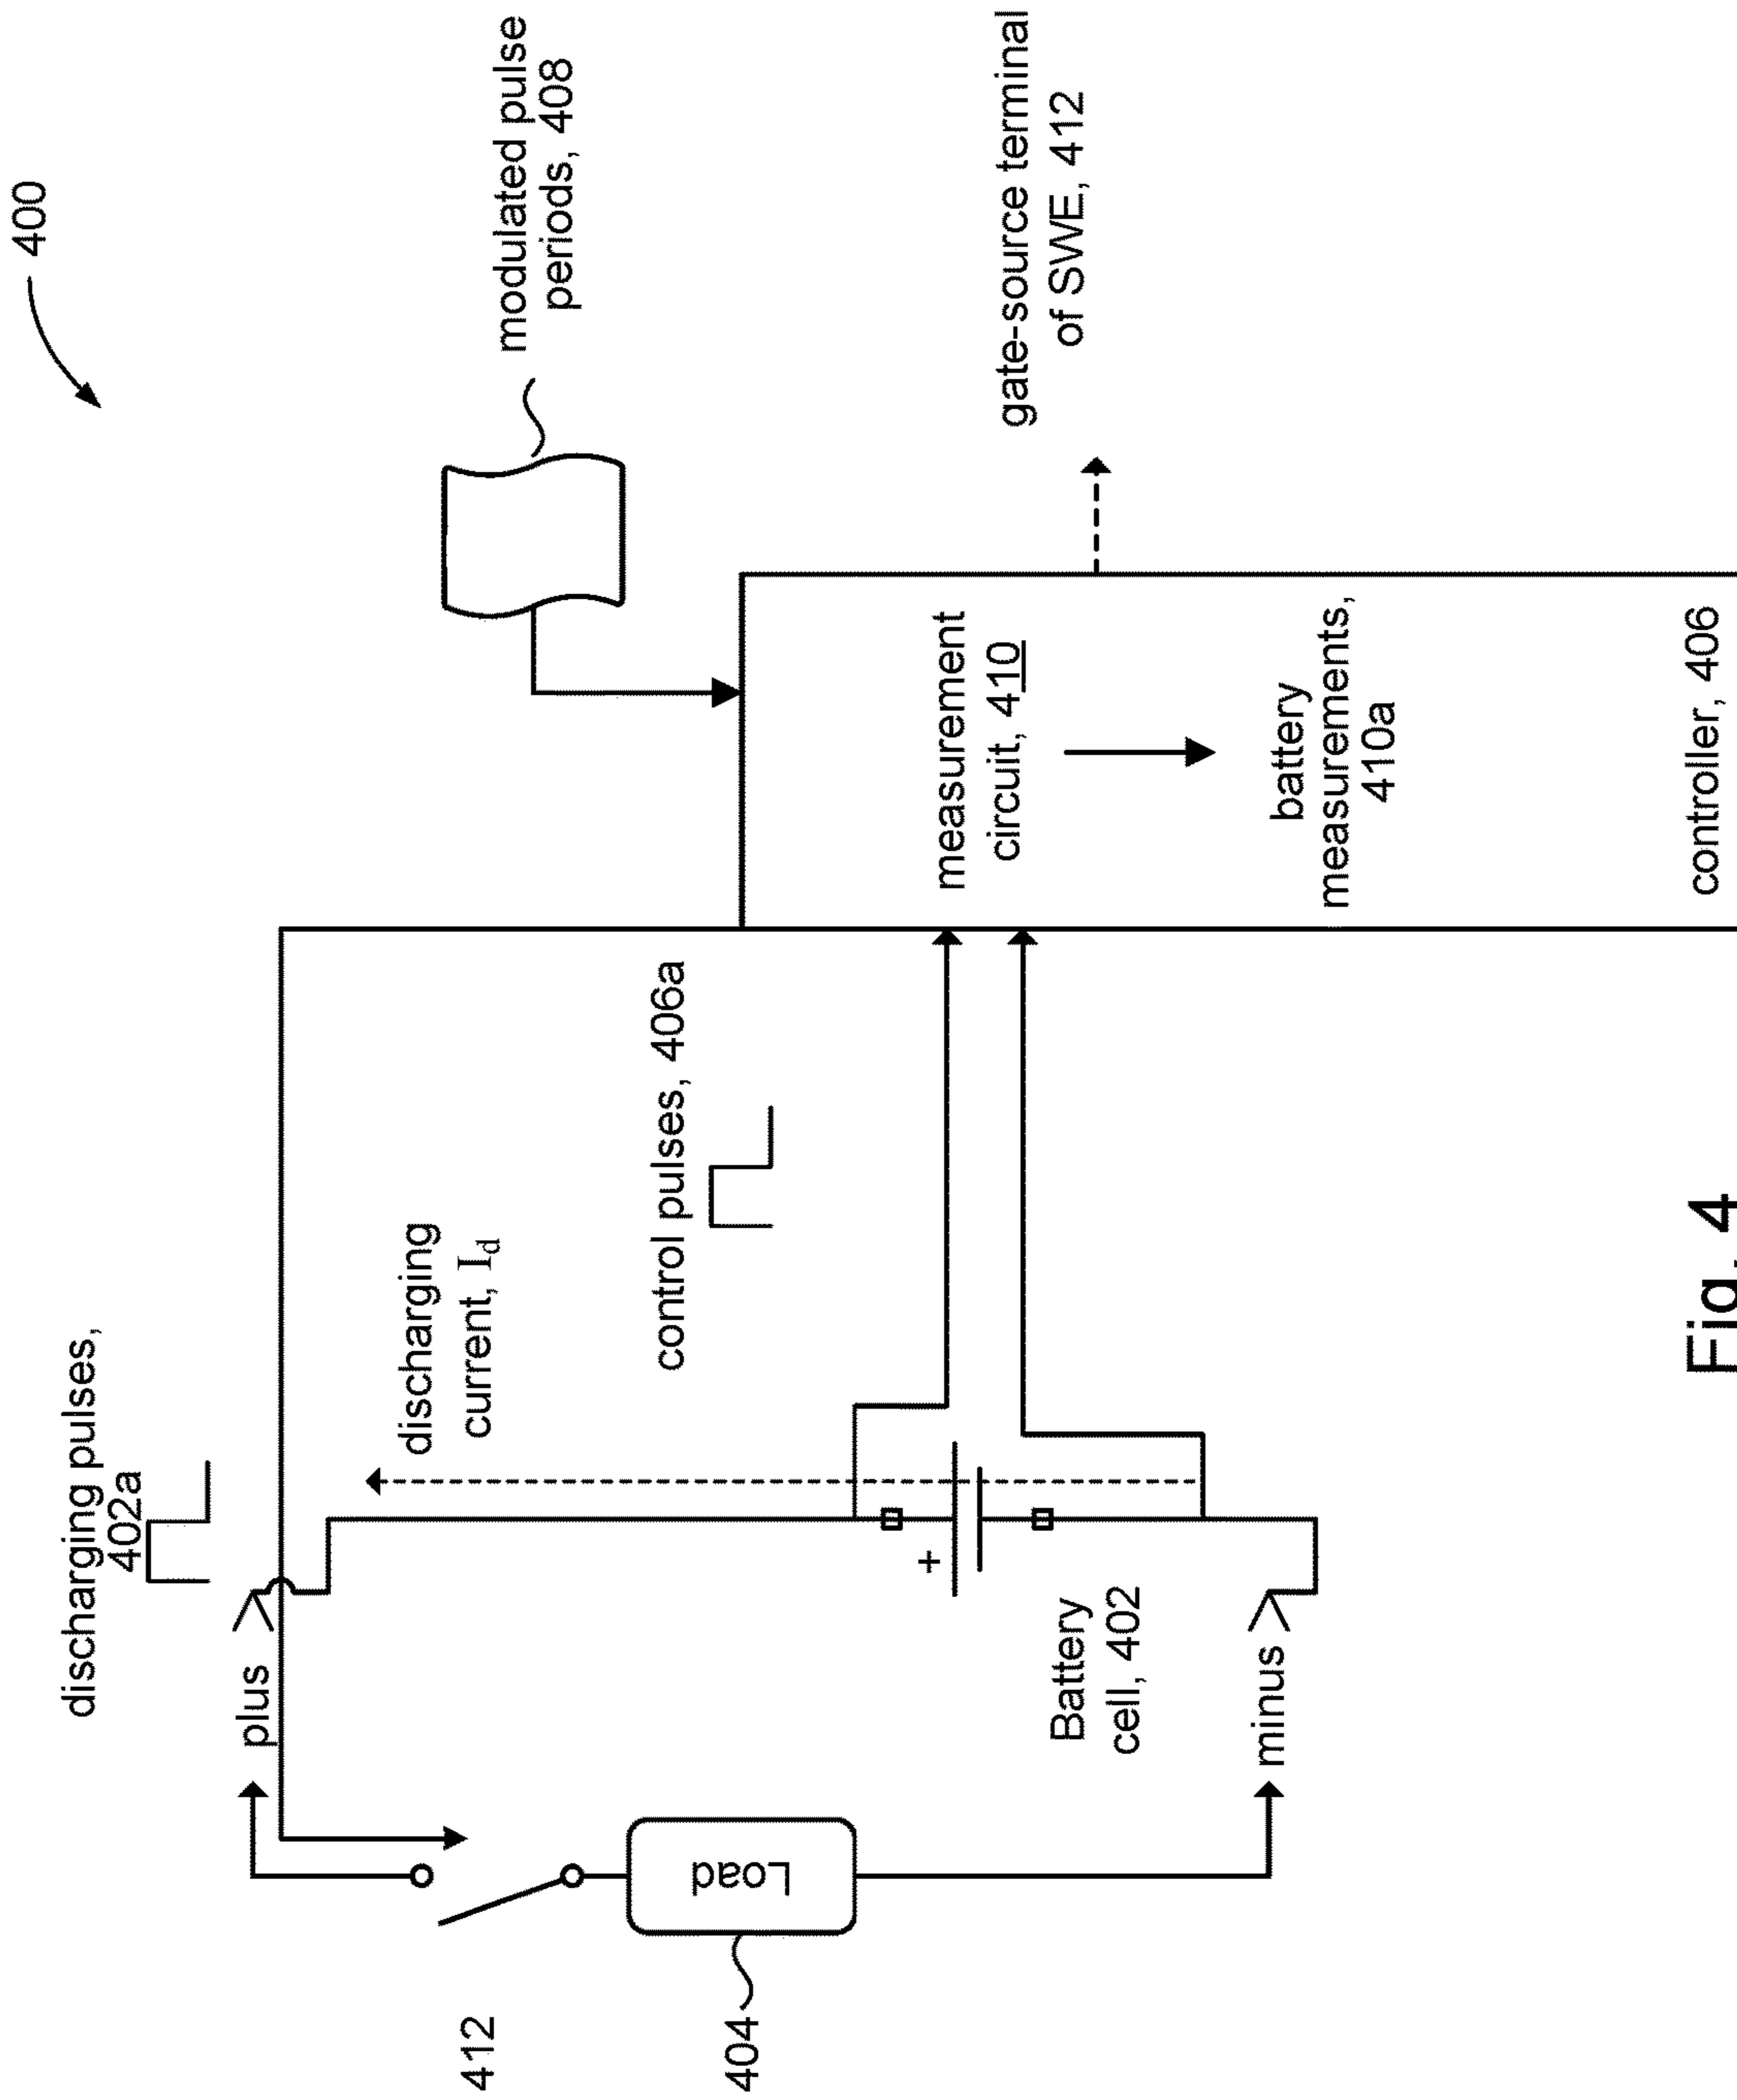 400
discharging pulses,
402a
plus
412
404
Load
discharging
current, Id
control pulses, 406a
modulated pulse
periods, 408
+
Battery
cell, 402
minus
measurement
circuit, 410
battery
measurements,
410a
controller, 406
gate-source terminal
of SWE, 412
Fig. 4